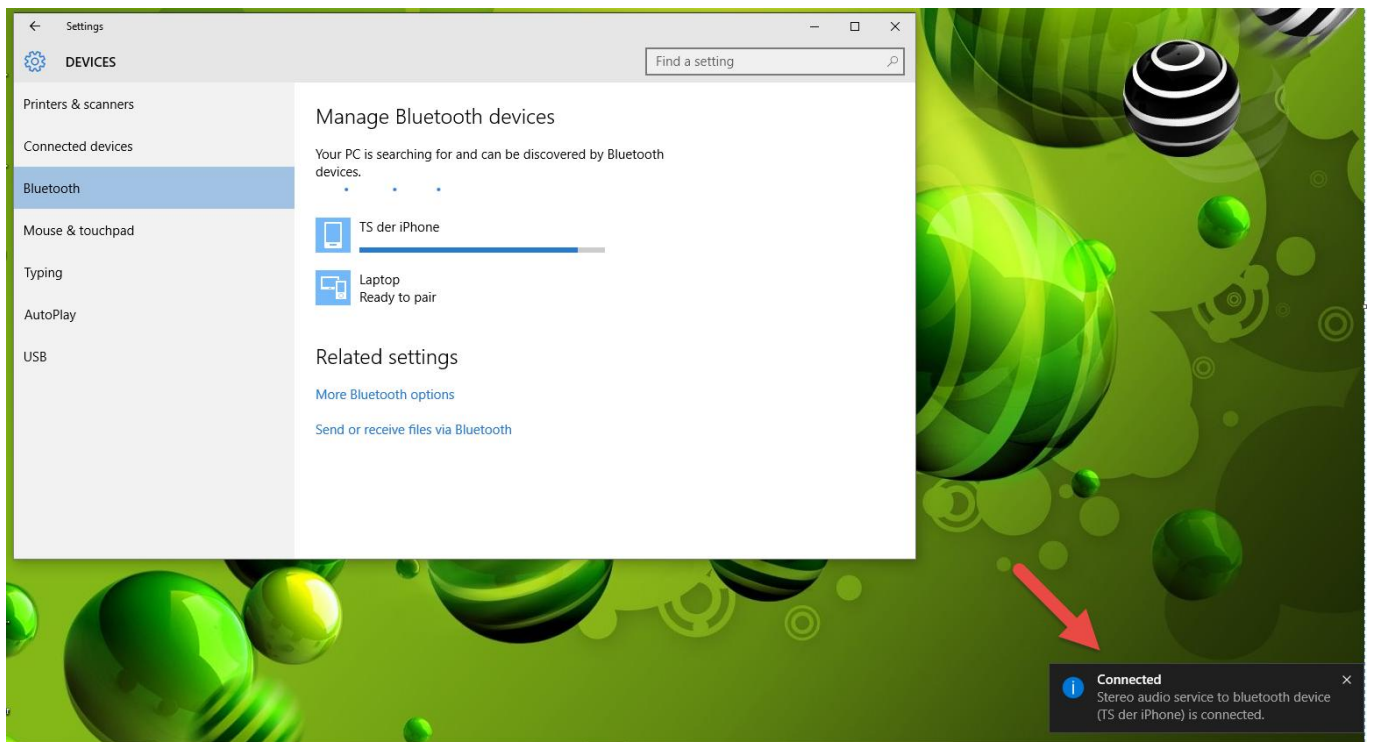 Settings
DEVICES
Find a setting
Printers & scanners
Connected devices
Bluetooth
Mouse & touchpad
Typing
AutoPlay
USB
Manage Bluetooth devices
Your PC is searching for and can be discovered by Bluetooth
devices.
TS der iPhone
Laptop
Ready to pair
Related settings
More Bluetooth options
Send or receive files via Bluetooth
Connected
Stereo audio service to bluetooth device
(TS der iPhone) is connected.